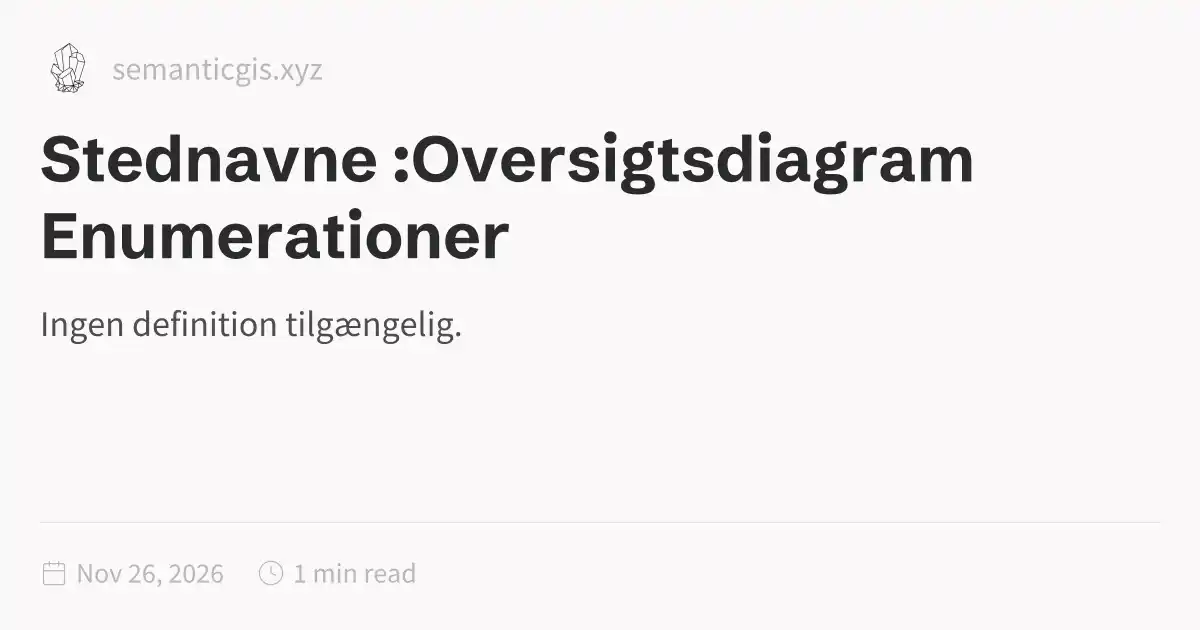 semanticgis.xyz
Stednavne :Oversigtsdiagram
Enumerationer
Ingen definition tilgængelig.
Nov 26, 2026 1 min read